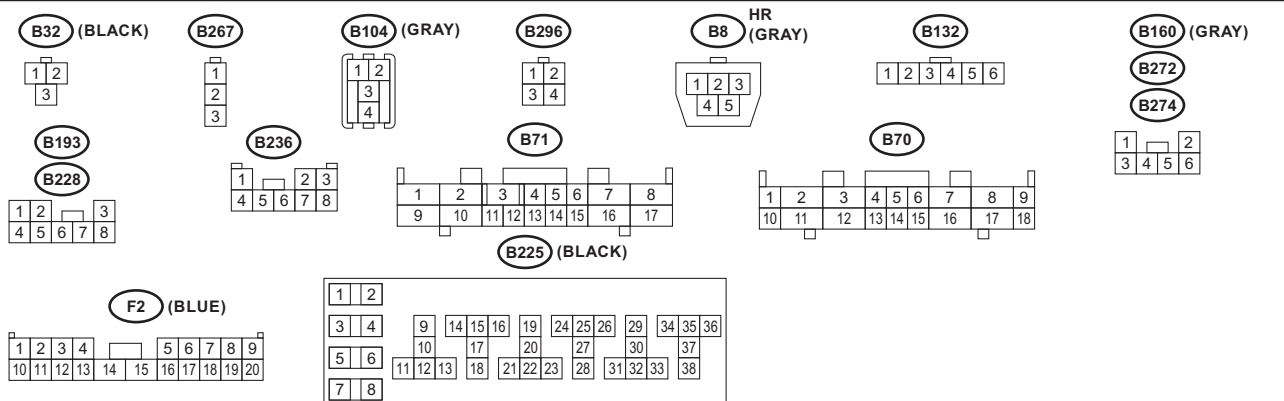 B32 (BLACK)
1 2
3
B267
1
2
3
B104 (GRAY)
1 2
3
4
B296
1 2
3 4
B8 HR
(GRAY)
1 2 3
4 5
B132
1 2 3 4 5 6
B160 (GRAY)
B272
B274
1 2
3 4 5 6
B193
B228
1 2 3
4 5 6 7 8
B236
1 2 3
4 5 6 7 8
B71
1 2 3 4 5 6 7 8
9 10 11 12 13 14 15 16 17
B70
1 2 3 4 5 6 7 8 9
10 11 12 13 14 15 16 17 18
F2 (BLUE)
1 2 3 4 5 6 7 8 9
10 11 12 13 14 15 16 17 18 19 20
B225 (BLACK)
1 2
3 4 9 14 15 16 19 24 25 26 29 34 35 36
10 17 20 27 30 37
5 6 11 12 13 18 21 22 23 28 31 32 33 38
7 8